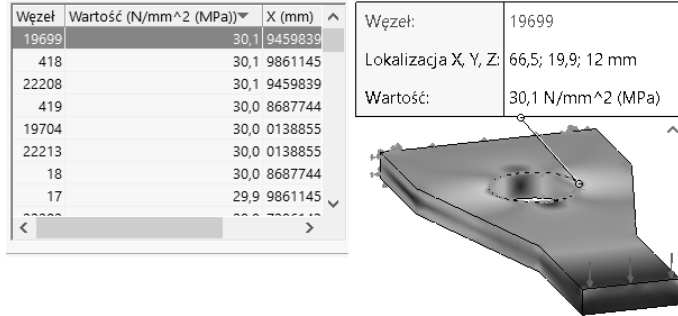 Węzeł Wartość (N/mm^2 (MPa)) X (mm)
19699 30,1 9459839
418 30,1 9861145
22208 30,1 9459839
419 30,0 8687744
19704 30,0 0138855
22213 30,0 0138855
18 30,0 8687744
17 29,9 9861145
Węzeł: 19699
Lokalizacja X, Y, Z: 66,5; 19,9; 12 mm
Wartość: 30,1 N/mm^2 (MPa)